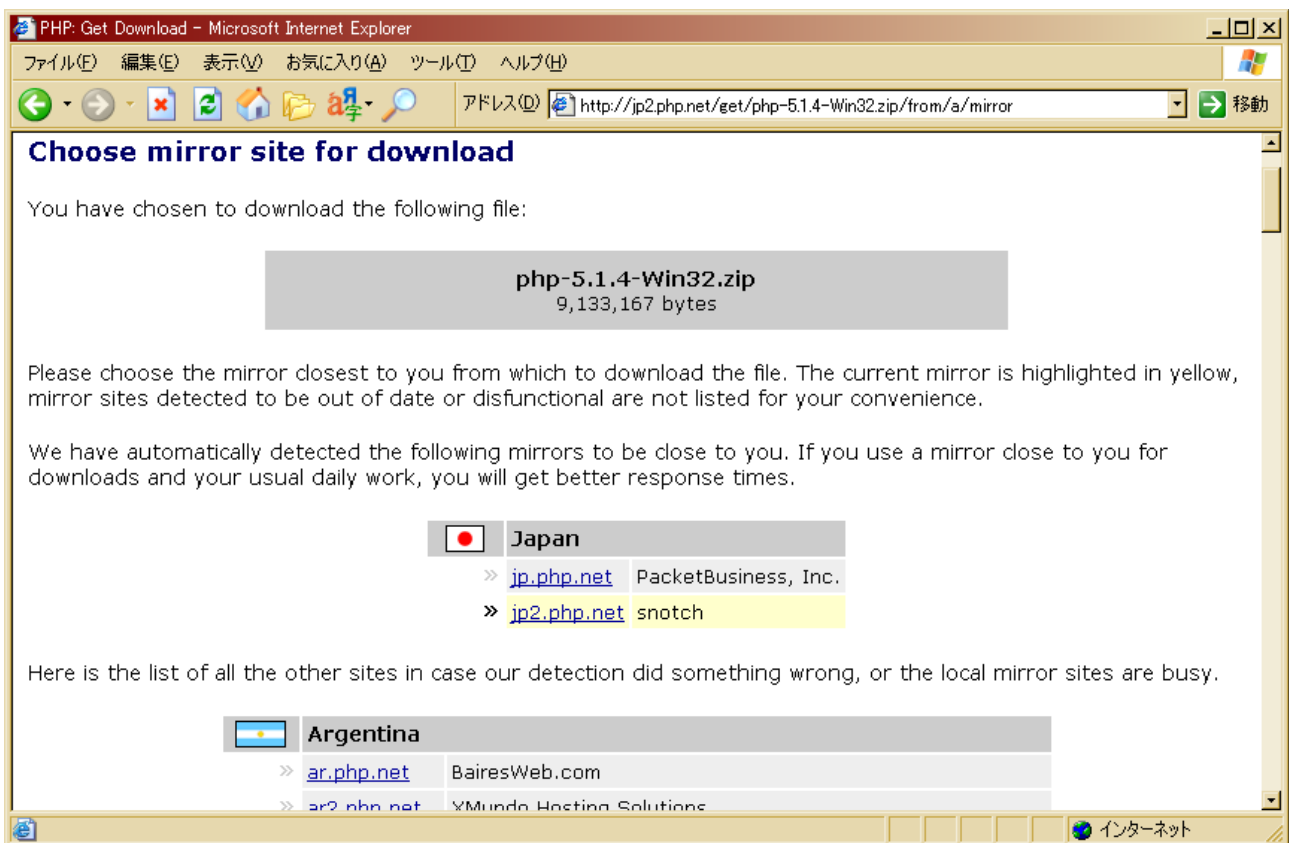 PHP: Get Download - Microsoft Internet Explorer
ファイル(F) 編集(E) 表示(V) お気に入り(A) ツール(T) ヘルプ(H)
アドレス(D) http://jp2.php.net/get/php-5.1.4-Win32.zip/from/a/mirror 移動
Choose mirror site for download
You have chosen to download the following file:
php-5.1.4-Win32.zip
9,133,167 bytes
Please choose the mirror closest to you from which to download the file. The current mirror is highlighted in yellow,
mirror sites detected to be out of date or disfunctional are not listed for your convenience.
We have automatically detected the following mirrors to be close to you. If you use a mirror close to you for
downloads and your usual daily work, you will get better response times.
Japan
» jp.php.net PacketBusiness, Inc.
» jp2.php.net snotch
Here is the list of all the other sites in case our detection did something wrong, or the local mirror sites are busy.
Argentina
» ar.php.net BairesWeb.com
» ar2.php.net XMundo Hosting Solutions
インターネット